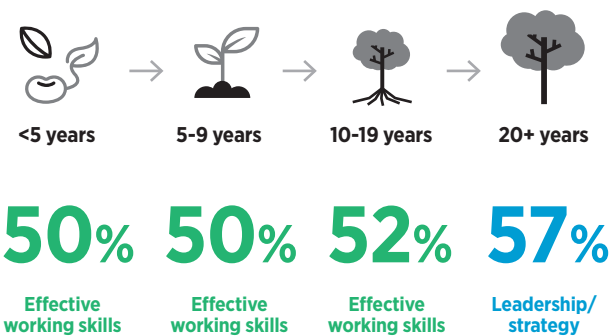 <5 years
5-9 years
10-19 years
20+ years
50%
50%
52%
57%
Effective
working skills
Effective
working skills
Effective
working skills
Leadership/
strategy